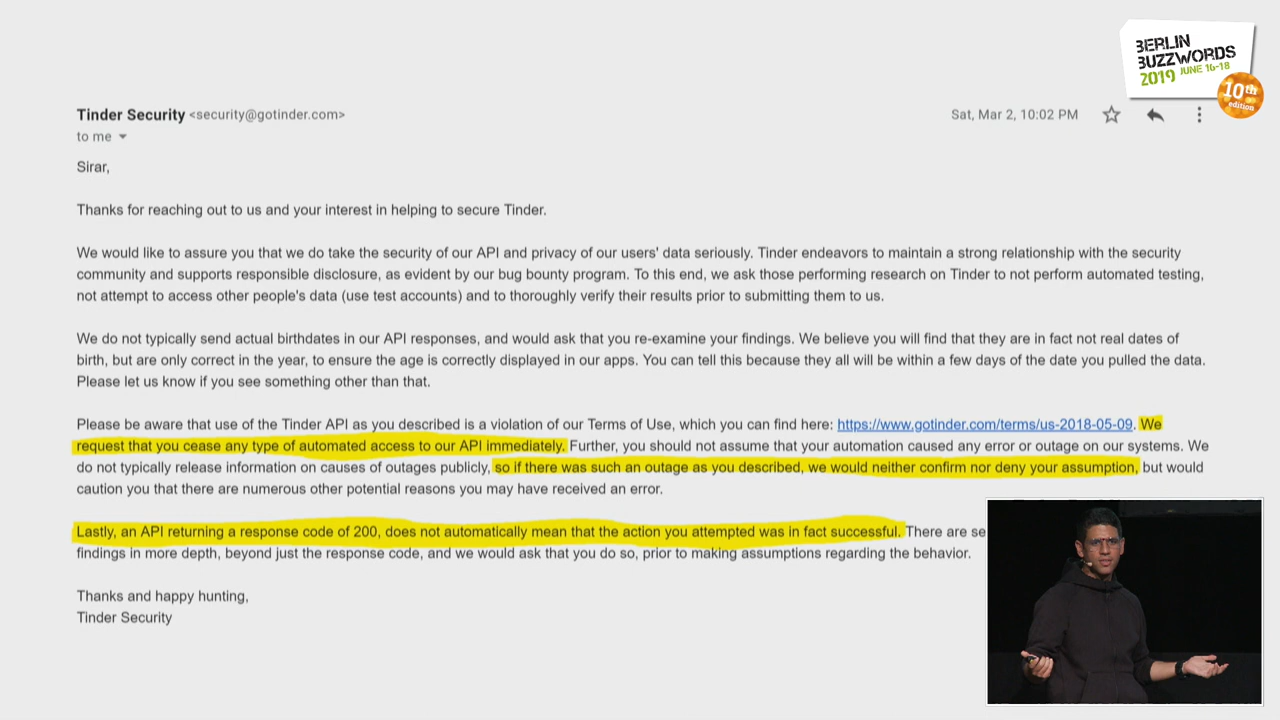 BERLIN
BUZZWORDS
2019 JUNE 16-18
10th
edition
Tinder Security <security@gotinder.com>
Sat, Mar 2, 10:02 PM
to me
Sirar,
Thanks for reaching out to us and your interest in helping to secure Tinder.
We would like to assure you that we do take the security of our API and privacy of our users' data seriously. Tinder endeavors to maintain a strong relationship with the security
community and supports responsible disclosure, as evident by our bug bounty program. To this end, we ask those performing research on Tinder to not perform automated testing,
not attempt to access other people's data (use test accounts) and to thoroughly verify their results prior to submitting them to us.
We do not typically send actual birthdates in our API responses, and would ask that you re-examine your findings. We believe you will find that they are in fact not real dates of
birth, but are only correct in the year, to ensure the age is correctly displayed in our apps. You can tell this because they all will be within a few days of the date you pulled the data.
Please let us know if you see something other than that.
Please be aware that use of the Tinder API as you described is a violation of our Terms of Use, which you can find here: https://www.gotinder.com/terms/us-2018-05-09. We
request that you cease any type of automated access to our API immediately. Further, you should not assume that your automation caused any error or outage on our systems. We
do not typically release information on causes of outages publicly, so if there was such an outage as you described, we would neither confirm nor deny your assumption, but would
caution you that there are numerous other potential reasons you may have received an error.
Lastly, an API returning a response code of 200, does not automatically mean that the action you attempted was in fact successful. There are se
findings in more depth, beyond just the response code, and we would ask that you do so, prior to making assumptions regarding the behavior.
Thanks and happy hunting,
Tinder Security